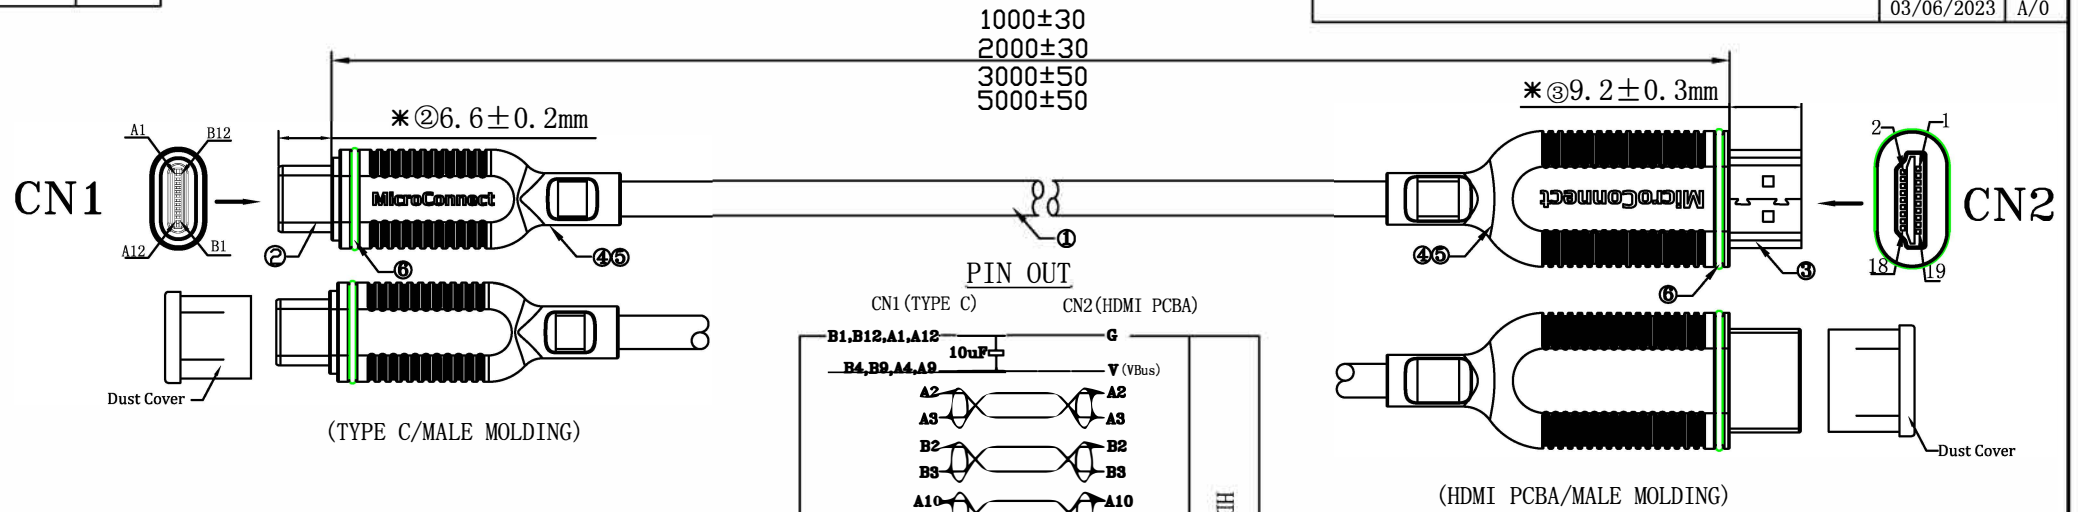 03/06/2023 A/0
1000±30
2000±30
3000±50
5000±50
※②6.6±0.2mm
※③9.2±0.3mm
A1
B12
2
1
CN1
MicroConnect
MicroConnect
CN2
A12
B1
②
⑥
④⑤
①
④⑤
⑥
③
18
19
PIN OUT
CN1(TYPE C)
CN2(HDMI PCBA)
B1,B12,A1,A12
G
10uF
B4,B9,A4,A9
V(VBus)
A2
A2
A3
A3
B2
B2
B3
B3
A10
A10
Dust Cover
(TYPE C/MALE MOLDING)
Dust Cover
(HDMI PCBA/MALE MOLDING)